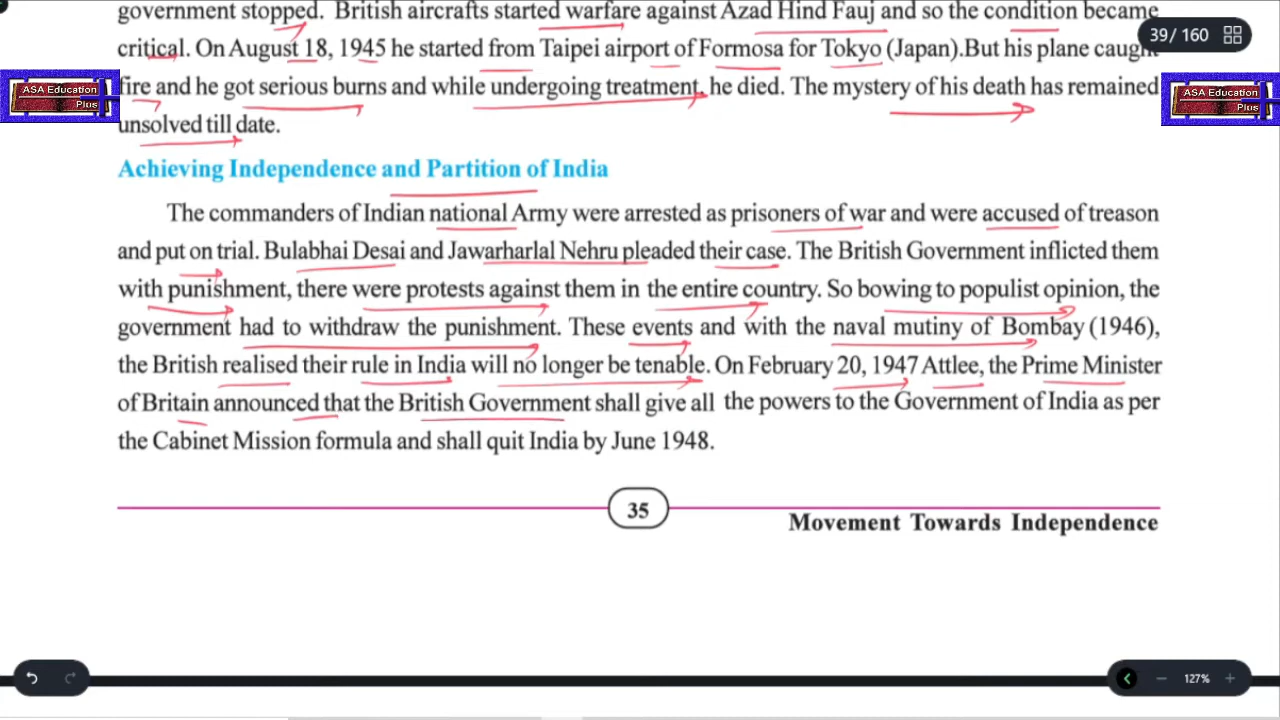 government stopped. British aircrafts started warfare against Azad Hind Fauj and so the condition became
39 / 160
critical. On August 18, 1945 he started from Taipei airport of Formosa for Tokyo (Japan).But his plane caught
ASA Education
Plus
fire and he got serious burns and while undergoing treatment, he died. The mystery of his death has remained
ASA Education
Plus
unsolved till date.
Achieving Independence and Partition of India
The commanders of Indian national Army were arrested as prisoners of war and were accused of treason
and put on trial. Bulabhai Desai and Jawarharlal Nehru pleaded their case. The British Government inflicted them
with punishment, there were protests against them in the entire country. So bowing to populist opinion, the
government had to withdraw the punishment. These events and with the naval mutiny of Bombay (1946),
the British realised their rule in India will no longer be tenable. On February 20, 1947 Attlee, the Prime Minister
of Britain announced that the British Government shall give all the powers to the Government of India as per
the Cabinet Mission formula and shall quit India by June 1948.
35
Movement Towards Independence
127%